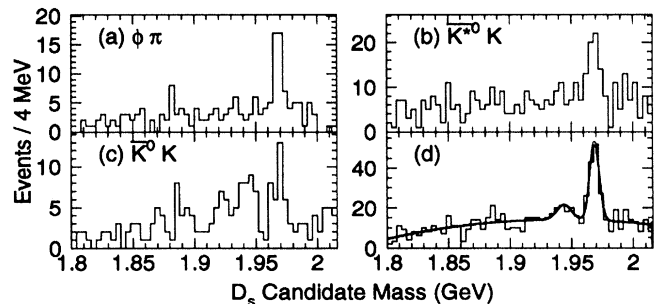 20
15
10
5
0
(a) φ π
20
10
0
(b) K̅*⁰ K
Events / 4 MeV
10
5
0
(c) K̅⁰ K
40
20
0
(d)
1.8 1.85 1.9 1.95 2
1.8 1.85 1.9 1.95 2
Dₛ Candidate Mass (GeV)